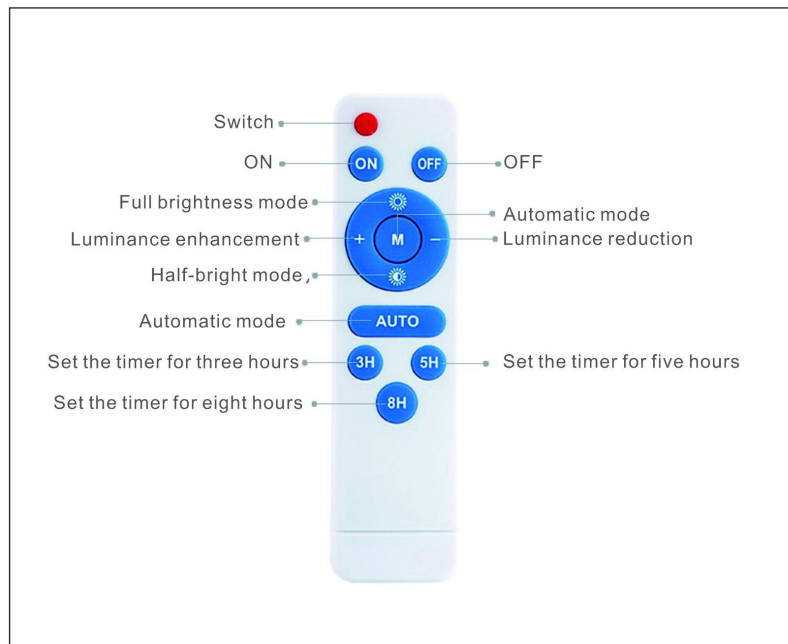 Switch
ON
ON
OFF
OFF
Full brightness mode
Automatic mode
Luminance enhancement
+
M
–
Luminance reduction
Half-bright mode
Automatic mode
AUTO
Set the timer for three hours
3H
5H
Set the timer for five hours
Set the timer for eight hours
8H